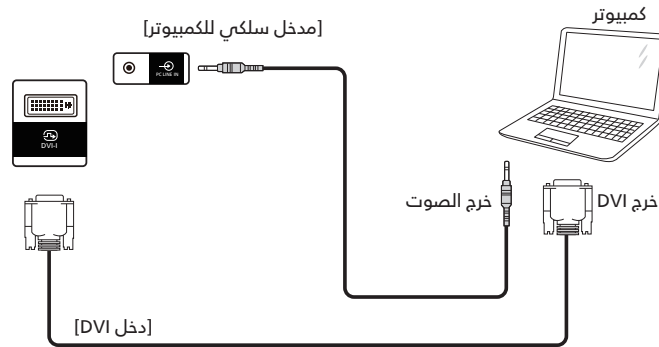 كمبيوتر
[مدخل سلكي للكمبيوتر]
PC LINE IN
DVI-I
خرج DVI
خرج الصوت
[دخل DVI]